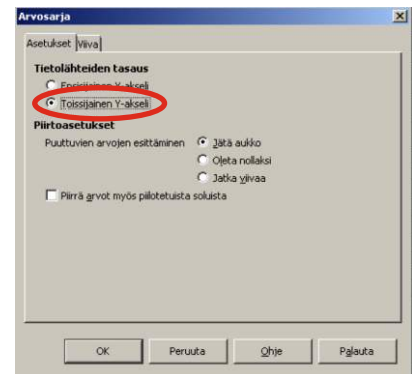 Arvosarja
Asetukset Viiva
Tietolähteiden tasaus
Ensisijainen Y-akseli
Toissijainen Y-akseli
Piirtoasetukset
Puuttuvien arvojen esittäminen Jätä aukko
Oleta nollaksi
Jatka viivaa
Piirrä arvot myös piilotetuista soluista
OK Peruuta Ohje Palauta